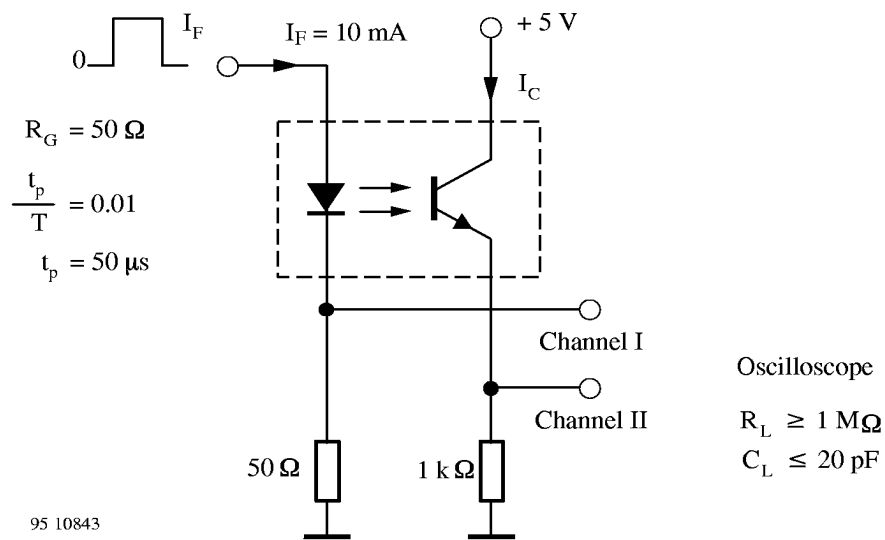 I_F
I_F = 10 mA
+ 5 V
0
I_C
R_G = 50 Ω
t_p
T
= 0.01
t_p = 50 μs
Channel I
Channel II
50 Ω
1 kΩ
Oscilloscope
R_L ≥ 1 MΩ
C_L ≤ 20 pF
95 10843